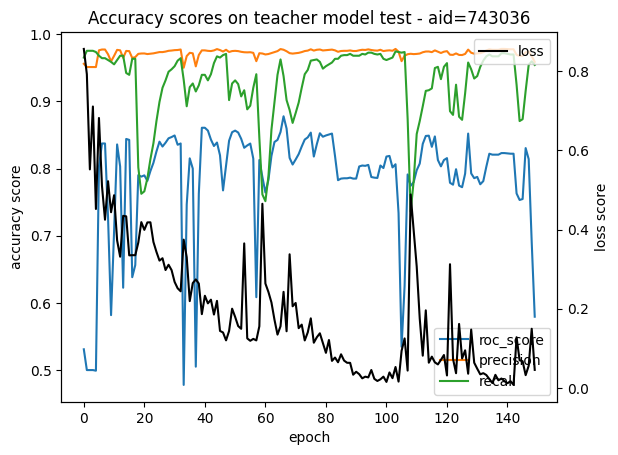 Accuracy scores on teacher model test - aid=743036
1.0
0.9
0.8
0.7
0.6
0.5
accuracy score
0.8
0.6
0.4
0.2
0.0
loss score
loss
roc_score
precision
recall
0
20
40
60
80
100
120
140
epoch